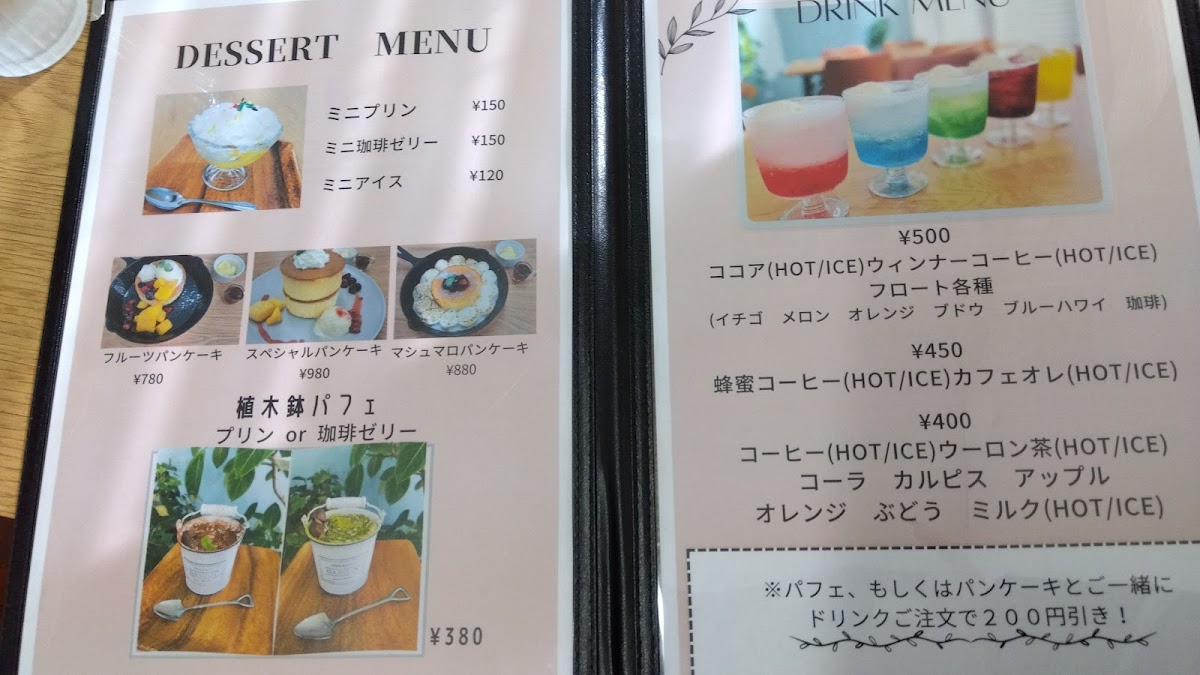 DESSERT MENU
ミニプリン ¥150
ミニ珈琲ゼリー ¥150
ミニアイス ¥120
フルーツパンケーキ
¥780
スペシャルパンケーキ
¥980
マシュマロパンケーキ
¥880
植木鉢パフェ
プリン or 珈琲ゼリー
¥380
DRINK MENU
¥500
ココア(HOT/ICE)ウィンナーコーヒー(HOT/ICE)
フロート各種
(イチゴ メロン オレンジ ブドウ ブルーハワイ 珈琲)
¥450
蜂蜜コーヒー(HOT/ICE)カフェオレ(HOT/ICE)
¥400
コーヒー(HOT/ICE)ウーロン茶(HOT/ICE)
コーラ カルピス アップル
オレンジ ぶどう ミルク(HOT/ICE)
※パフェ、もしくはパンケーキとご一緒に
ドリンクご注文で２００円引き！